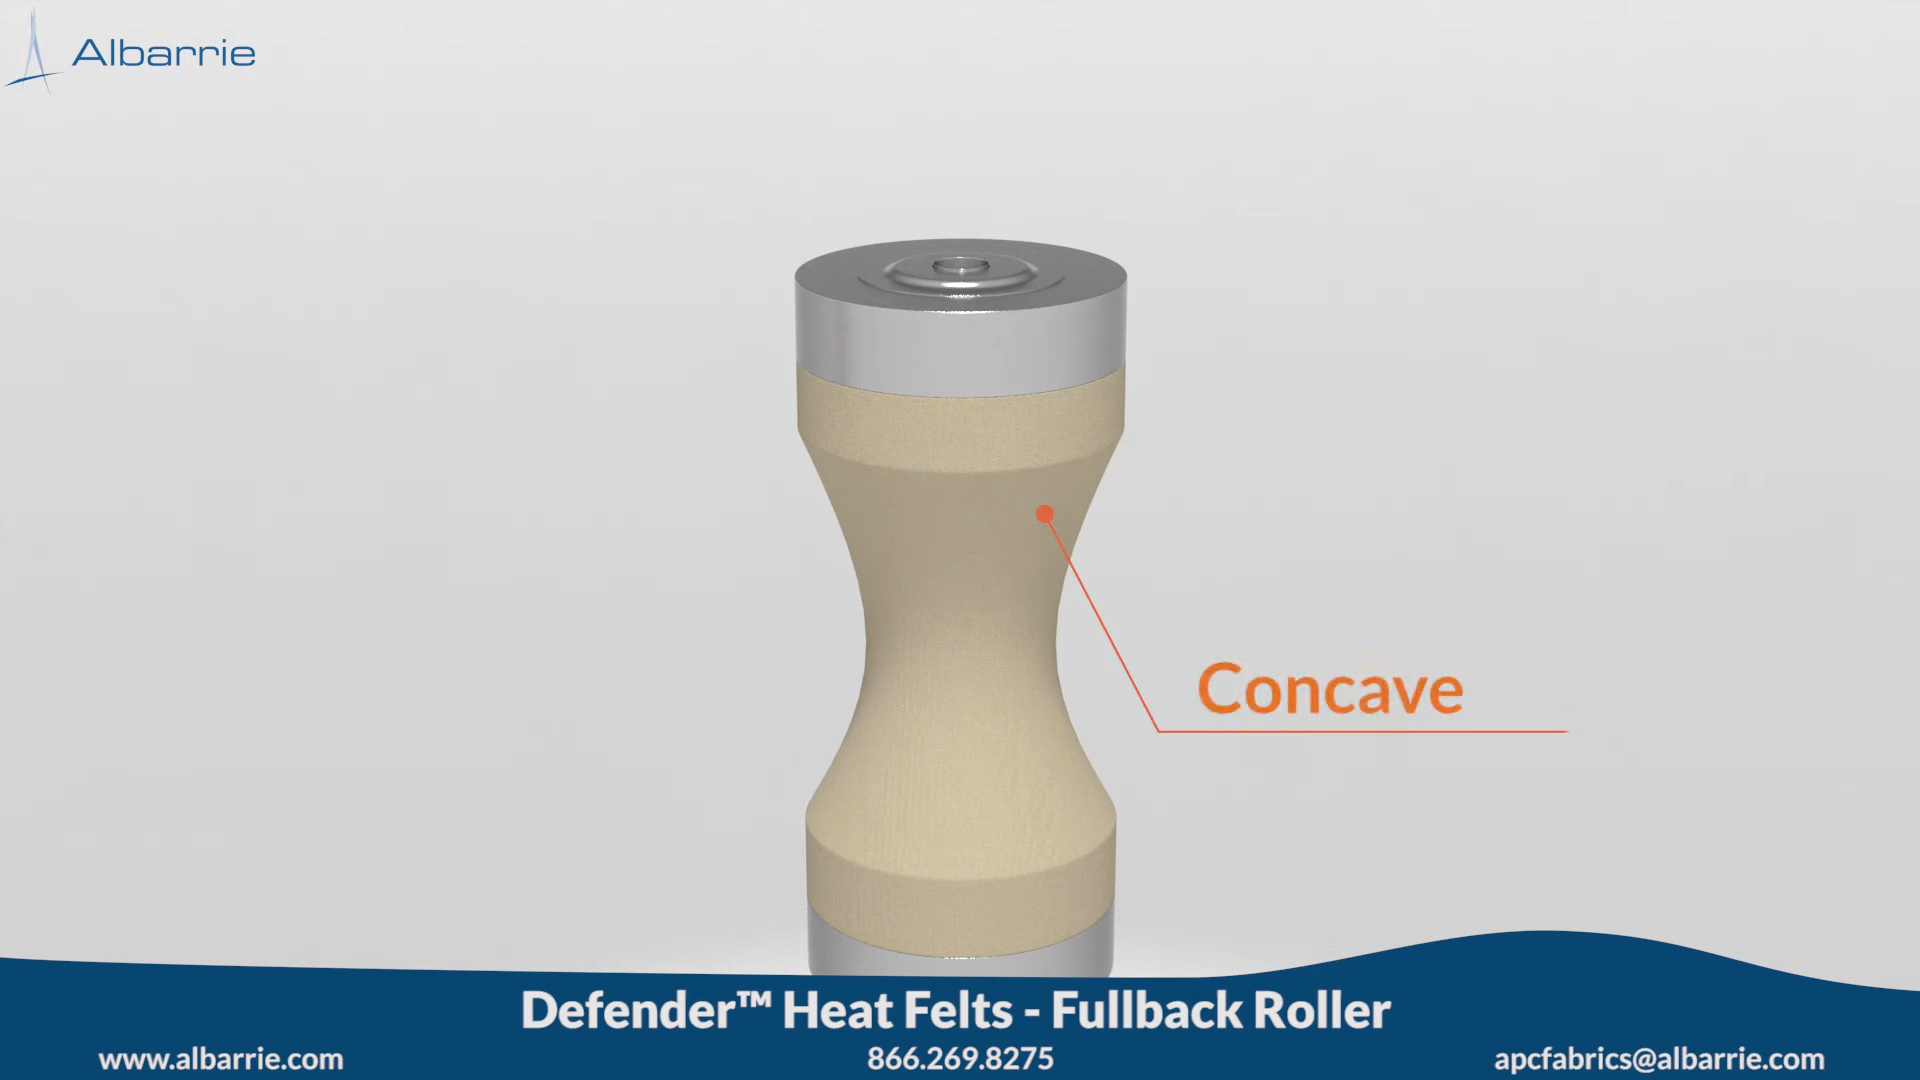 Albarrie
Concave
Defender™ Heat Felts - Fullback Roller
www.albarrie.com
866.269.8275
apcfabrics@albarrie.com